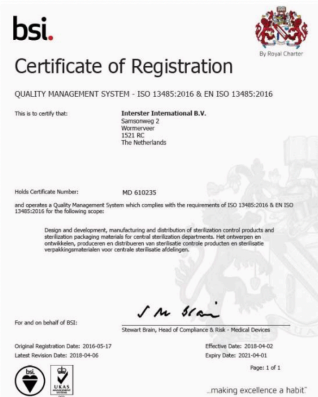 bsi.
By Royal Charter
Certificate of Registration
QUALITY MANAGEMENT SYSTEM - ISO 13485:2016 & EN ISO 13485:2016
This is to certify that:
Interster International B.V.
Samsonweg 2
Wormerveer
1521 RC
The Netherlands
Holds Certificate Number:
MD 610235
and operates a Quality Management System which complies with the requirements of ISO 13485:2016 & EN ISO
13485:2016 for the following scope:
Design and development, manufacturing and distribution of sterilization control products and
sterilization packaging materials for central sterilization departments. Het ontwerpen en
ontwikkelen, produceren en distribueren van sterilisatie controle producten en sterilisatie
verpakkingsmaterialen voor centrale sterilisatie afdelingen.
For and on behalf of BSI:
Stewart Brain, Head of Compliance & Risk - Medical Devices
Original Registration Date: 2016-05-17
Effective Date: 2018-04-02
Latest Revision Date: 2018-04-06
Expiry Date: 2021-04-01
Page: 1 of 1
bsi
UKAS
...making excellence a habit.™